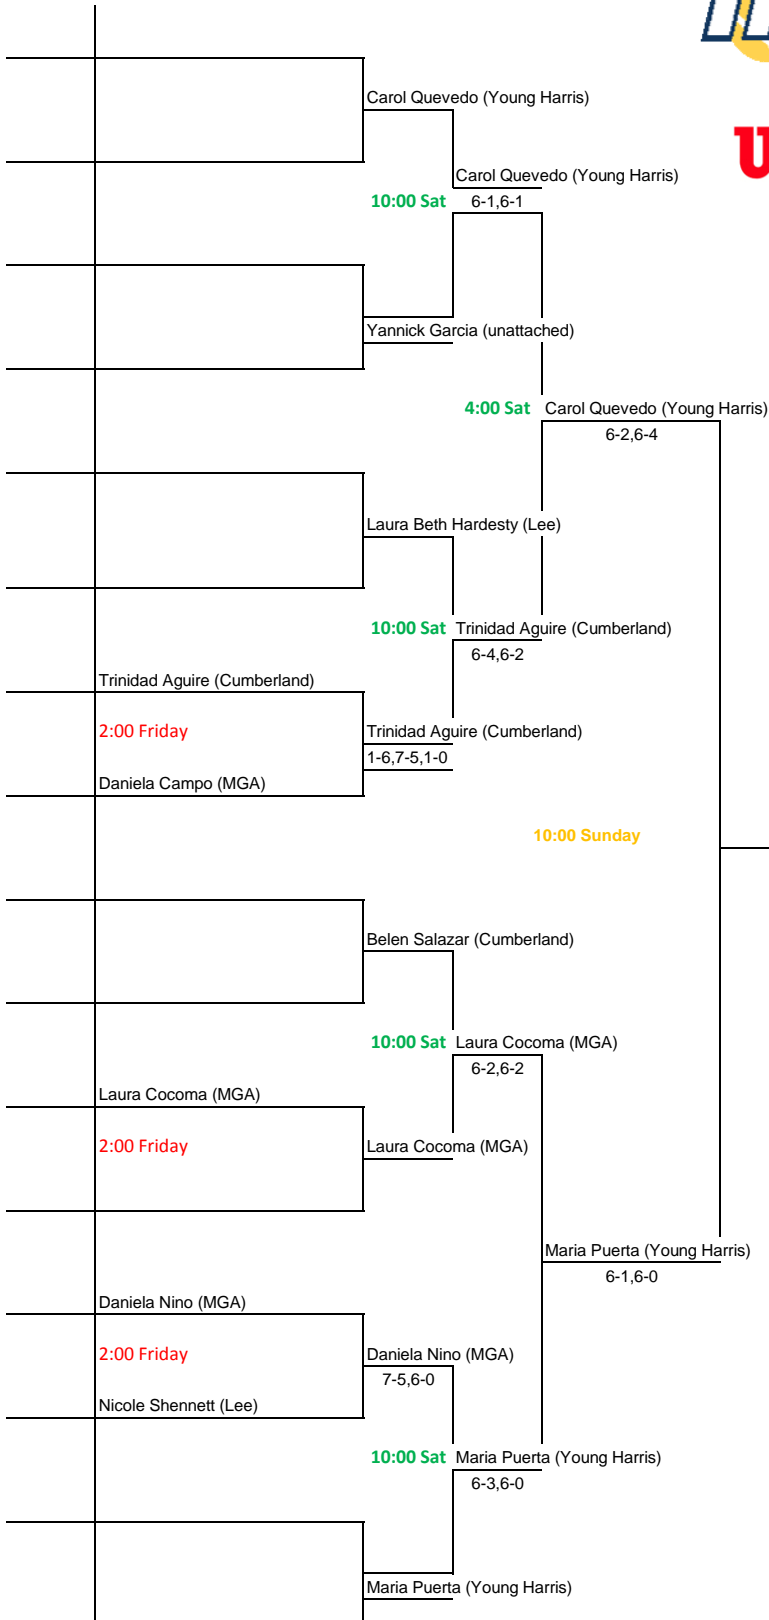 Carol Quevedo (Young Harris)
Carol Quevedo (Young Harris)
10:00 Sat 6-1,6-1
Yannick Garcia (unattached)
4:00 Sat Carol Quevedo (Young Harris)
6-2,6-4
Laura Beth Hardesty (Lee)
10:00 Sat Trinidad Aguire (Cumberland)
6-4,6-2
Trinidad Aguire (Cumberland)
2:00 Friday Trinidad Aguire (Cumberland)
1-6,7-5,1-0
Daniela Campo (MGA)
10:00 Sunday
Belen Salazar (Cumberland)
10:00 Sat Laura Cocoma (MGA)
6-2,6-2
Laura Cocoma (MGA)
2:00 Friday Laura Cocoma (MGA)
Maria Puerta (Young Harris)
6-1,6-0
Daniela Nino (MGA)
2:00 Friday Daniela Nino (MGA)
7-5,6-0
Nicole Shennett (Lee)
10:00 Sat Maria Puerta (Young Harris)
6-3,6-0
Maria Puerta (Young Harris)